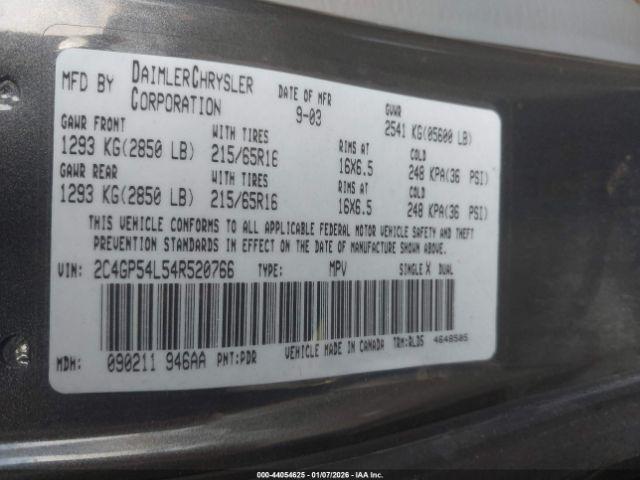 MFD BY DAIMLERCHRYSLER CORPORATION DATE OF MFR 9-03 GVWR 2541 KG(05600 LB)
GAWR FRONT WITH TIRES RIMS AT COLD
1293 KG(2850 LB) 215/65R16 16X6.5 248 KPA(36 PSI)
GAWR REAR WITH TIRES RIMS AT COLD
1293 KG(2850 LB) 215/65R16 16X6.5 248 KPA(36 PSI)
THIS VEHICLE CONFORMS TO ALL APPLICABLE FEDERAL MOTOR VEHICLE SAFETY AND THEFT
PREVENTION STANDARDS IN EFFECT ON THE DATE OF MANUFACTURE SHOWN ABOVE.
VIN: 2C4GP54L54R520766 TYPE: MPV SINGLE X DUAL
MDH: 090211 946AA PNT:PDR VEHICLE MADE IN CANADA TRM:RLD5 4648505
000-44054625 - 01/07/2026 - IAA Inc.